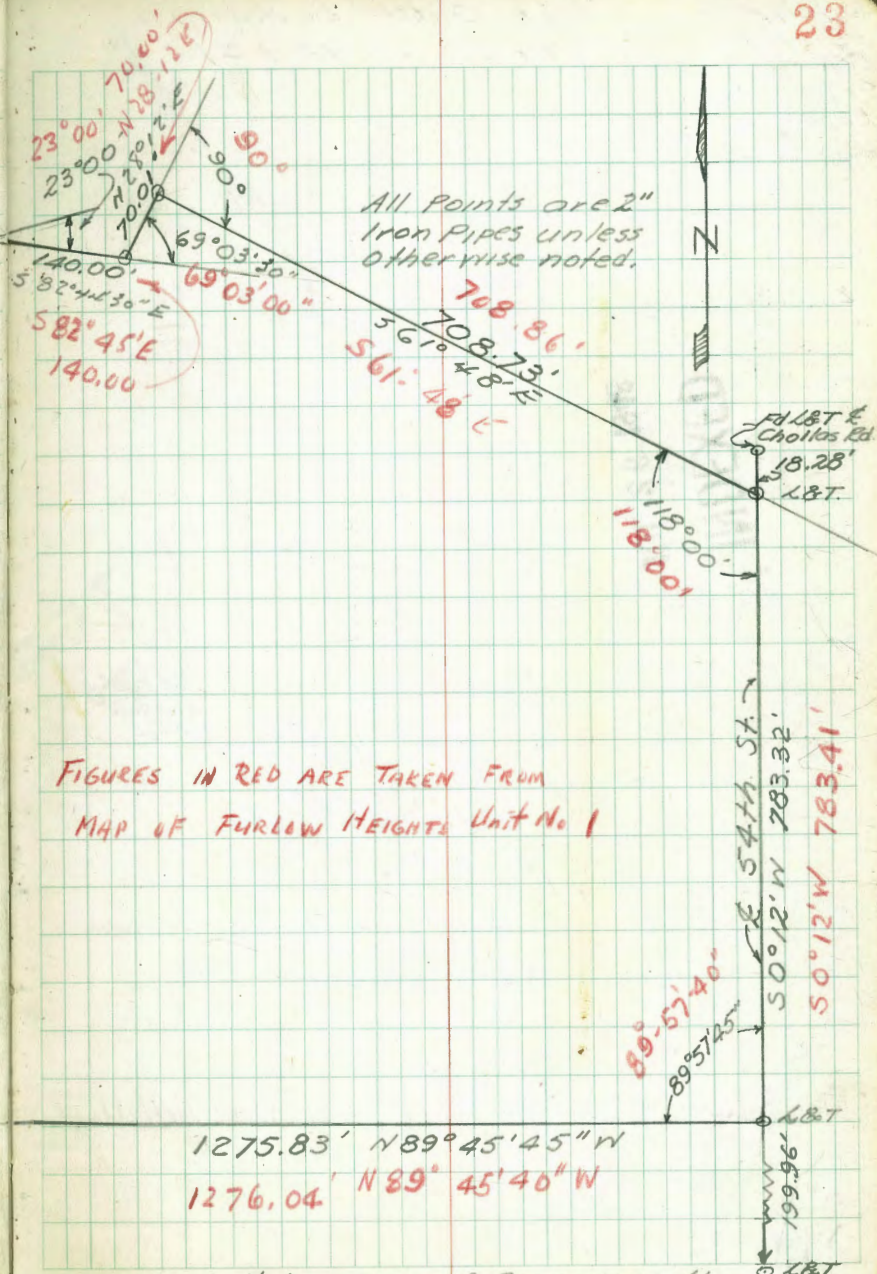 23
70.00'
N 28-12 E
23°00'
23°00
N 28°12' E
70.01'
90°
90°
All Points are 2"
Iron Pipes unless
otherwise noted.
N
69°03'30"
69°03'00"
140.00'
S 82°44'30" E
S 82° 45' E
140.00
708.86'
708.73'
S 61° 48' E
S 61- 48 E
Fd L&T ₵
Chollas Rd
18.28'
L&T.
118°00'
118°00'
₵ 54th St.
S 0°12' W 783.32'
S 0°12' W 783.41'
FIGURES IN RED ARE TAKEN FROM
MAP OF FURLOW HEIGHTS Unit No 1
89°-57'-40"
89°57'45"
L&T
1275.83' N 89°45'45" W
1276.04' N 89° 45' 40" W
199.96'
L&T